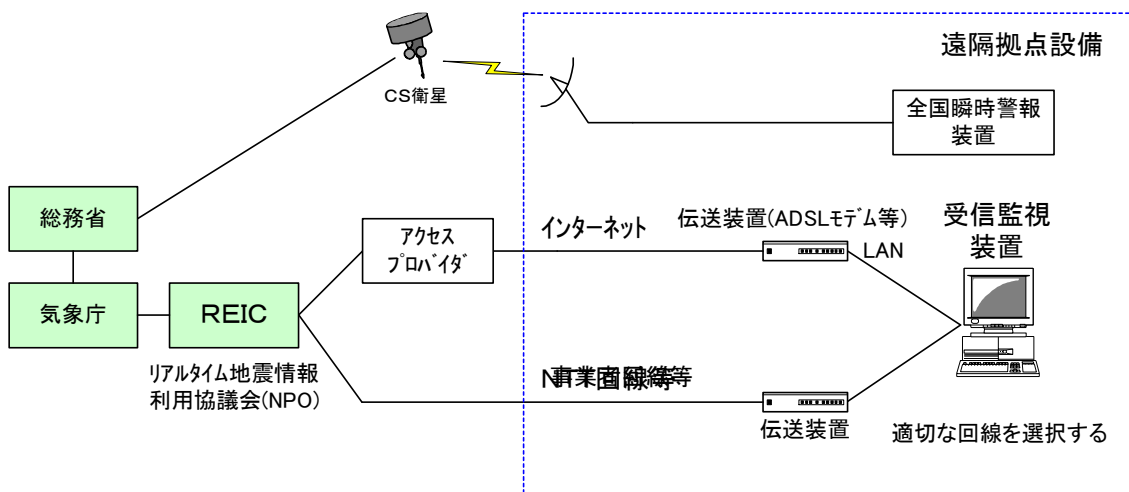 遠隔拠点設備
CS衛星
全国瞬時警報
装置
総務省
アクセス
プロバイダ
インターネット
伝送装置(ADSLモデム等)
LAN
受信監視
装置
気象庁
REIC
リアルタイム地震情報
利用協議会(NPO)
伝送装置
適切な回線を選択する